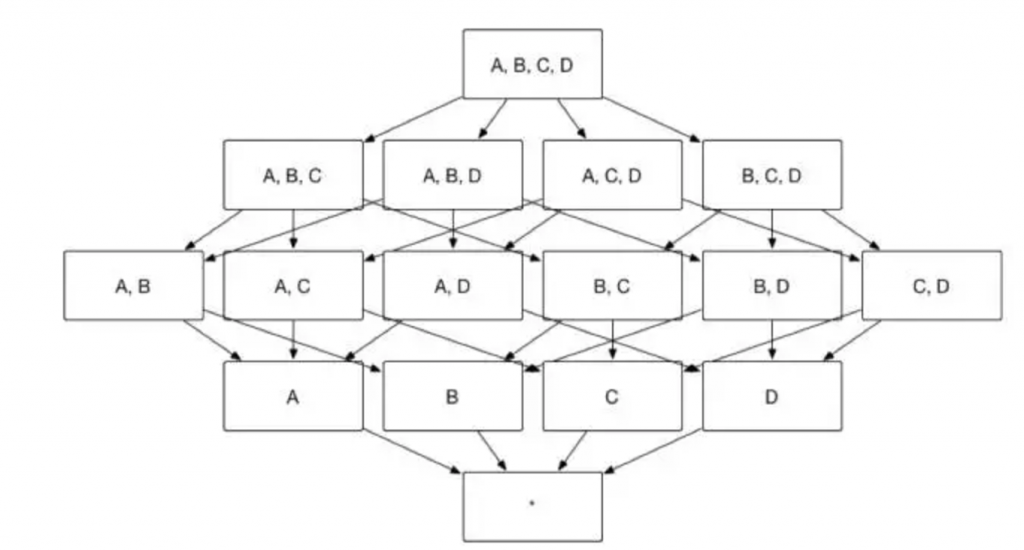 A, B, C, D
A, B, C
A, B, D
A, C, D
B, C, D
A, B
A, C
A, D
B, C
B, D
C, D
A
B
C
D
*